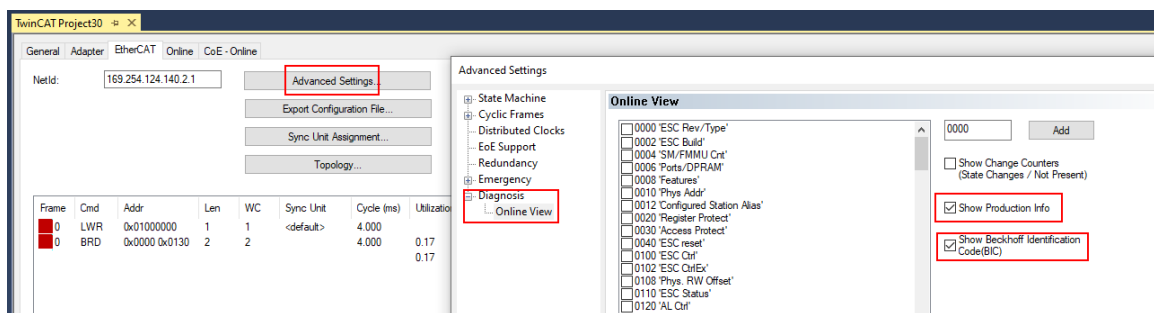 TwinCAT Project30
General Adapter EtherCAT Online CoE - Online
NetId: 169.254.124.140.2.1
Advanced Settings...
Export Configuration File...
Sync Unit Assignment...
Topology...
Frame Cmd Addr Len WC Sync Unit Cycle (ms) Utilizatio
0 LWR 0x01000000 1 1 <default> 4.000
0 BRD 0x0000 0x0130 2 2 4.000 0.17
0.17
Advanced Settings
State Machine
Cyclic Frames
Distributed Clocks
EoE Support
Redundancy
Emergency
Diagnosis
Online View
Online View
0000 'ESC Rev/Type'
0002 'ESC Build'
0004 'SM/FMMU Cnt'
0006 'Ports/DPRAM'
0008 'Features'
0010 'Phys Addr'
0012 'Configured Station Alias'
0020 'Register Protect'
0030 'Access Protect'
0040 'ESC reset'
0100 'ESC Ctrl'
0102 'ESC CtrlEx'
0108 'Phys. RW Offset'
0110 'ESC Status'
0120 'AL Ctrl'
0000 Add
Show Change Counters
(State Changes / Not Present)
Show Production Info
Show Beckhoff Identification
Code(BIC)